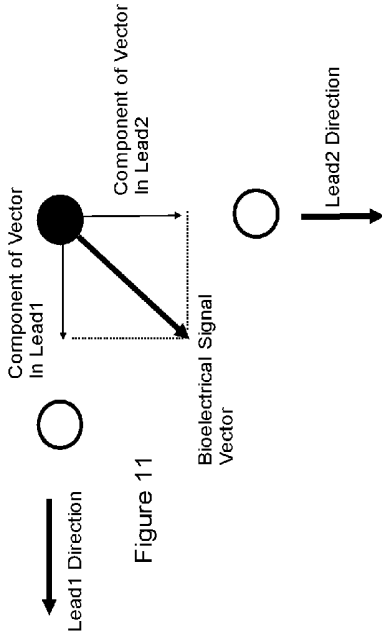 Component of Vector
In Lead1
Component of Vector
In Lead2
Bioelectrical Signal
Vector
Lead1 Direction
Lead2 Direction
Figure 11